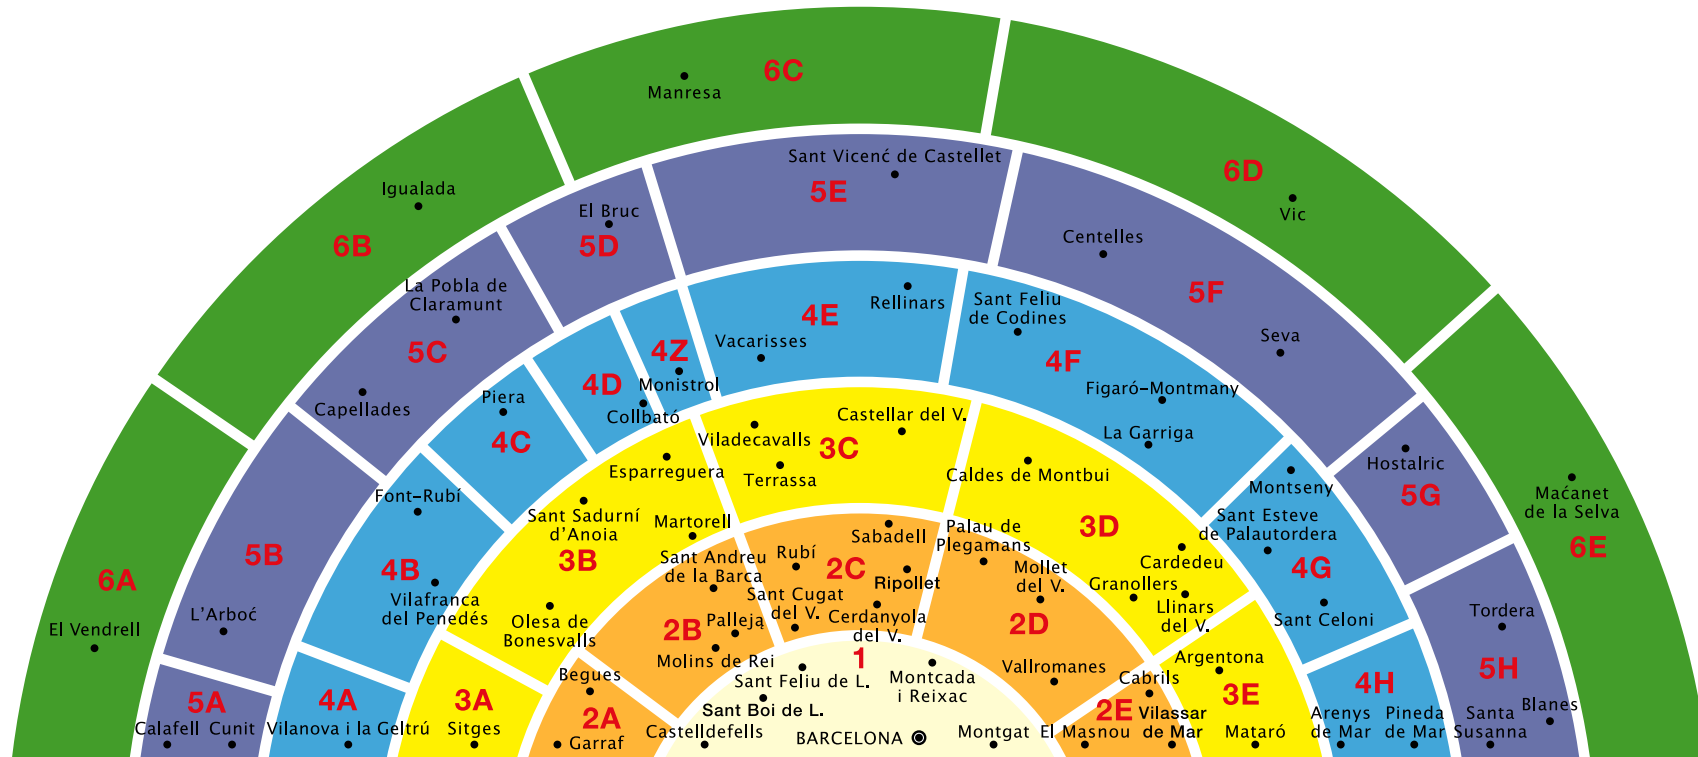 6C
Manresa
Sant Vicenć de Castellet
5E
6D
Vic
Igualada
6B
El Bruc
5D
Centelles
5F
Seva
La Pobla de
Claramunt
5C
Capellades
Rellinars
4E
Vacarisses
Sant Feliu
de Codines
4F
Figaró-Montmany
La Garriga
4Z
Monistrol
4D
Collbató
Piera
4C
Castellar del V.
Viladecavalls
3C
Terrassa
Caldes de Montbui
3D
Cardedeu
Granollers
Llinars
del V.
Hostalric
5G
Montseny
Sant Esteve
de Palautordera
4G
Sant Celoni
Maćanet
de la Selva
6E
Esparreguera
Sant Sadurní
d'Anoia
Martorell
3B
Olesa de
Bonesvalls
Font-Rubí
4B
Vilafranca
del Penedés
5B
L'Arboć
6A
El Vendrell
Sant Andreu
de la Barca
2B
Palleją
Molins de Rei
Rubí
Sabadell
2C
Ripollet
Sant Cugat
del V.
Cerdanyola
del V.
Palau de
Plegamans
Mollet
del V.
2D
Vallromanes
1
Sant Feliu de L.
Montcada
i Reixac
Sant Boi de L.
Castelldefels
BARCELONA
Montgat
5A
Calafell
Cunit
4A
Vilanova i la Geltrú
3A
Sitges
Begues
2A
Garraf
Cabrils
2E
El Masnou
Vilassar
de Mar
Argentona
3E
Mataró
4H
Arenys
de Mar
Pineda
de Mar
Tordera
5H
Blanes
Santa
Susanna